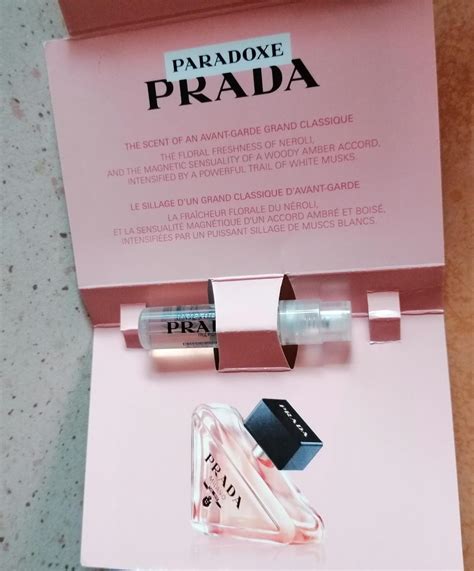 PARADOXE
PRADA
THE SCENT OF AN AVANT-GARDE GRAND CLASSIQUE
THE FLORAL FRESHNESS OF NEROLI,
AND THE MAGNETIC SENSUALITY OF A WOODY AMBER ACCORD,
INTENSIFIED BY A POWERFUL TRAIL OF WHITE MUSKS
LE SILLAGE D'UN GRAND CLASSIQUE D'AVANT-GARDE
LA FRAÎCHEUR FLORALE DU NÉROLI,
ET LA SENSUALITÉ MAGNÉTIQUE D'UN ACCORD AMBRÉ ET BOISÉ,
INTENSIFIÉES PAR UN PUISSANT SILLAGE DE MUSCS BLANCS.
PRADA
PRADA
PRADA